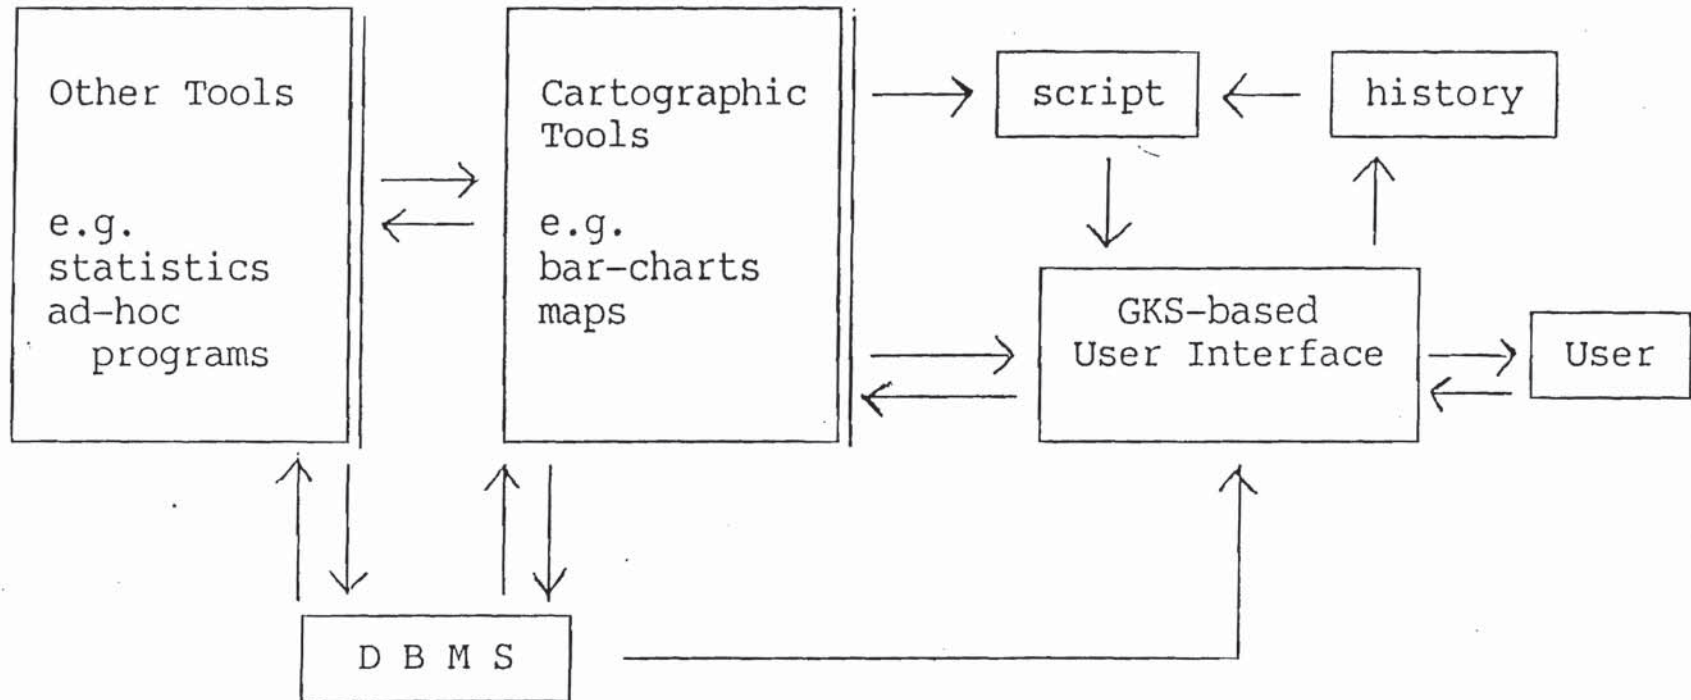 Other Tools
e.g.
statistics
ad-hoc
programs
Cartographic
Tools
e.g.
bar-charts
maps
script
history
GKS-based
User Interface
User
D B M S